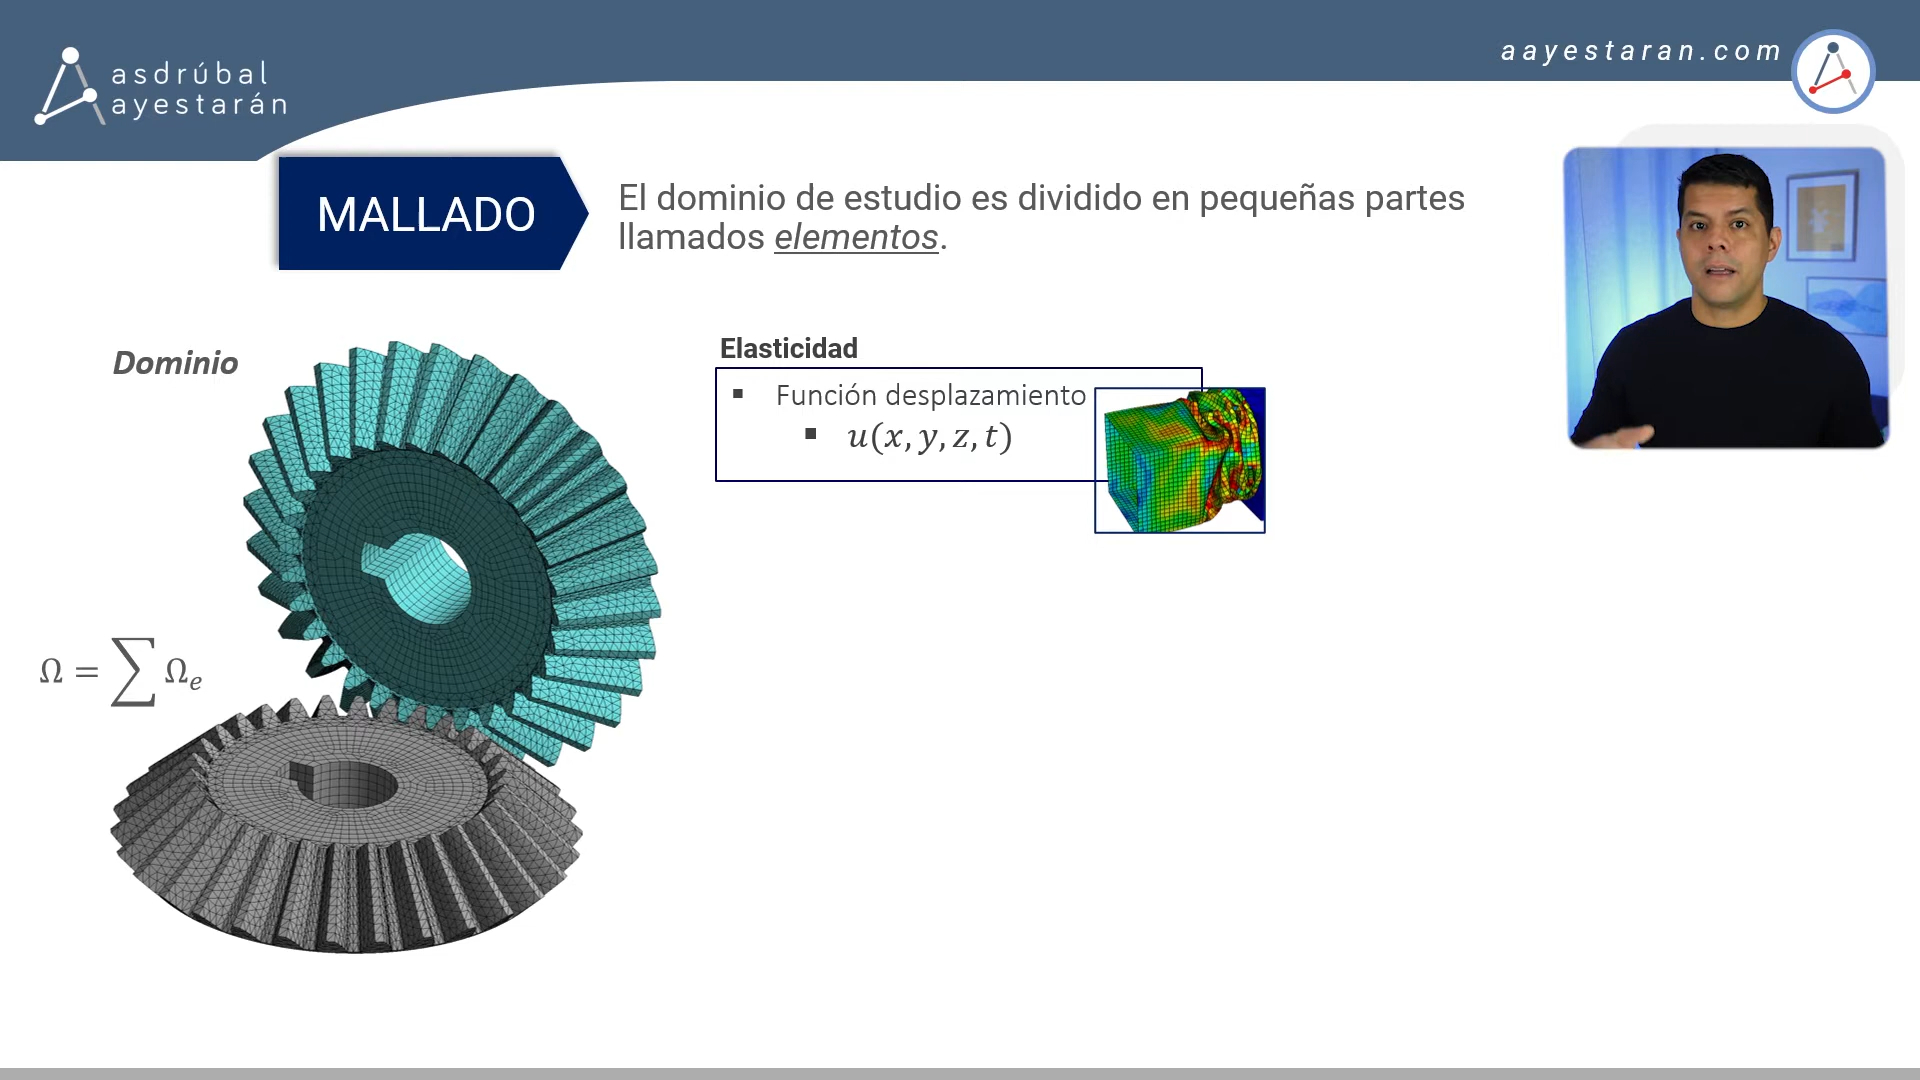 asdrúbal
ayestarán
aayestaran.com
MALLADO
El dominio de estudio es dividido en pequeñas partes
llamados elementos.
Dominio
Elasticidad
▪ Función desplazamiento
▪ u(x, y, z, t)
Ω = ∑ Ωₑ